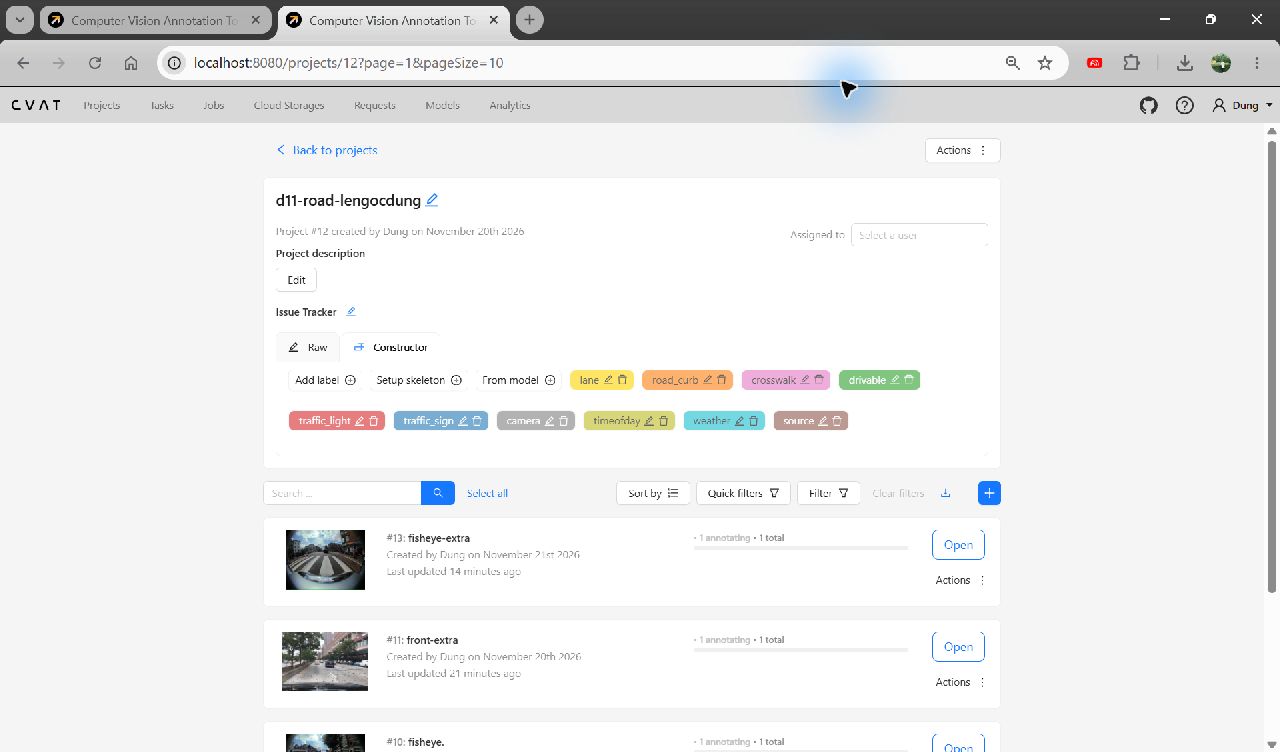 Computer Vision Annotation To
Computer Vision Annotation To
localhost:8080/projects/12?page=1&pageSize=10
CVAT Projects Tasks Jobs Cloud Storages Requests Models Analytics Dung
Back to projects
Actions
d11-road-lengocdung
Project #12 created by Dung on November 20th 2026
Assigned to Select a user
Project description
Edit
Issue Tracker
Raw Constructor
Add label Setup skeleton From model lane road_curb crosswalk drivable
traffic_light traffic_sign camera timeofday weather source
Search ... Select all Sort by Quick filters Filter Clear filters
#13: fisheye-extra
Created by Dung on November 21st 2026
Last updated 14 minutes ago
• 1 annotating • 1 total
Open
Actions
#11: front-extra
Created by Dung on November 20th 2026
Last updated 21 minutes ago
• 1 annotating • 1 total
Open
Actions
#10: fisheye.
• 1 annotating • 1 total
Open